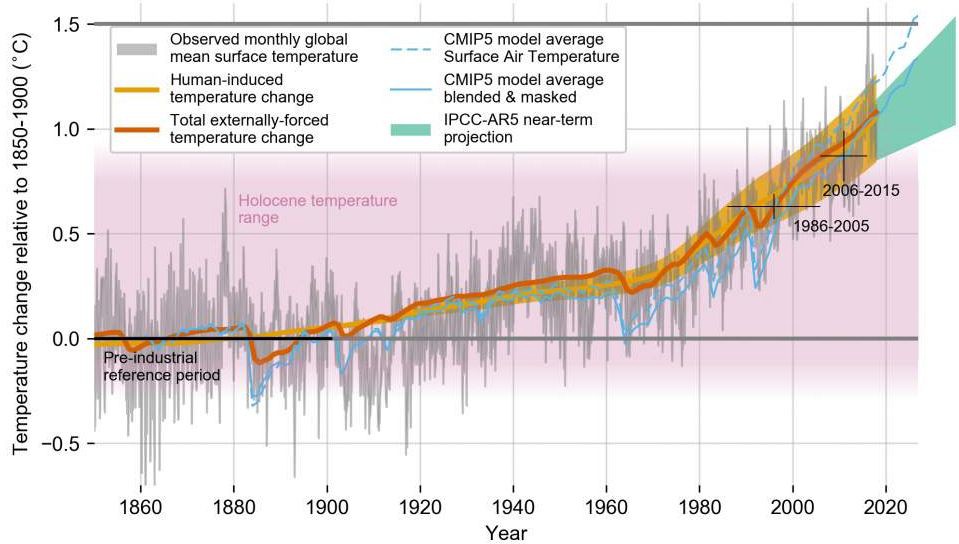 Temperature change relative to 1850-1900 (°C)
1.5
1.0
0.5
0.0
−0.5
Observed monthly global
mean surface temperature
Human-induced
temperature change
Total externally-forced
temperature change
CMIP5 model average
Surface Air Temperature
CMIP5 model average
blended & masked
IPCC-AR5 near-term
projection
Holocene temperature
range
2006-2015
1986-2005
Pre-industrial
reference period
1860
1880
1900
1920
1940
1960
1980
2000
2020
Year